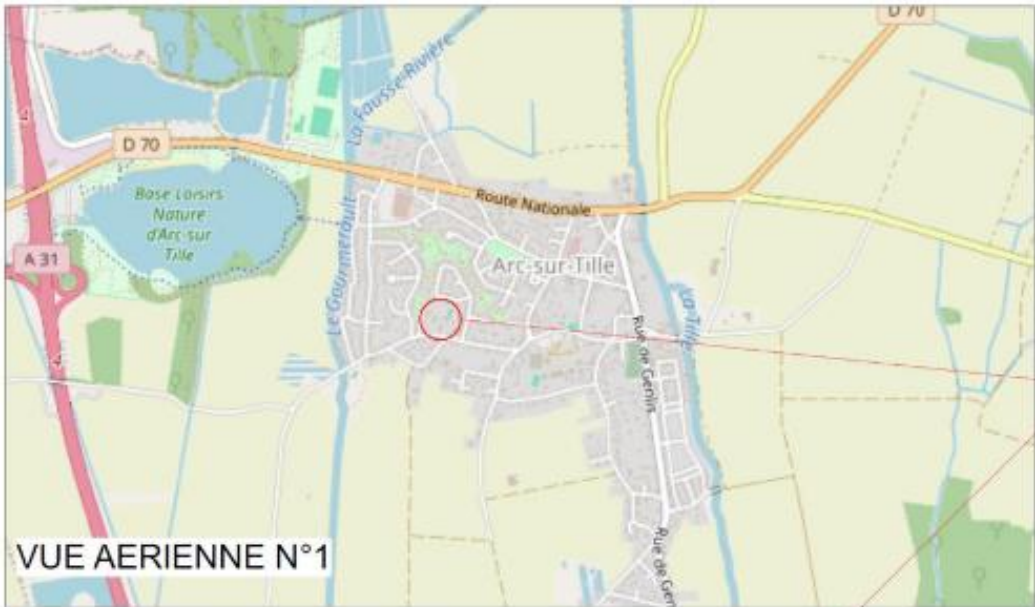 D 70
La Fausse Rivière
D 70
Route Nationale
Base Loisirs
Nature
d'Arc-sur
Tille
A 31
Le Gourmerault
Arc-sur-Tille
La Tille
Rue de Genlis
VUE AERIENNE N°1
Rue de Gen